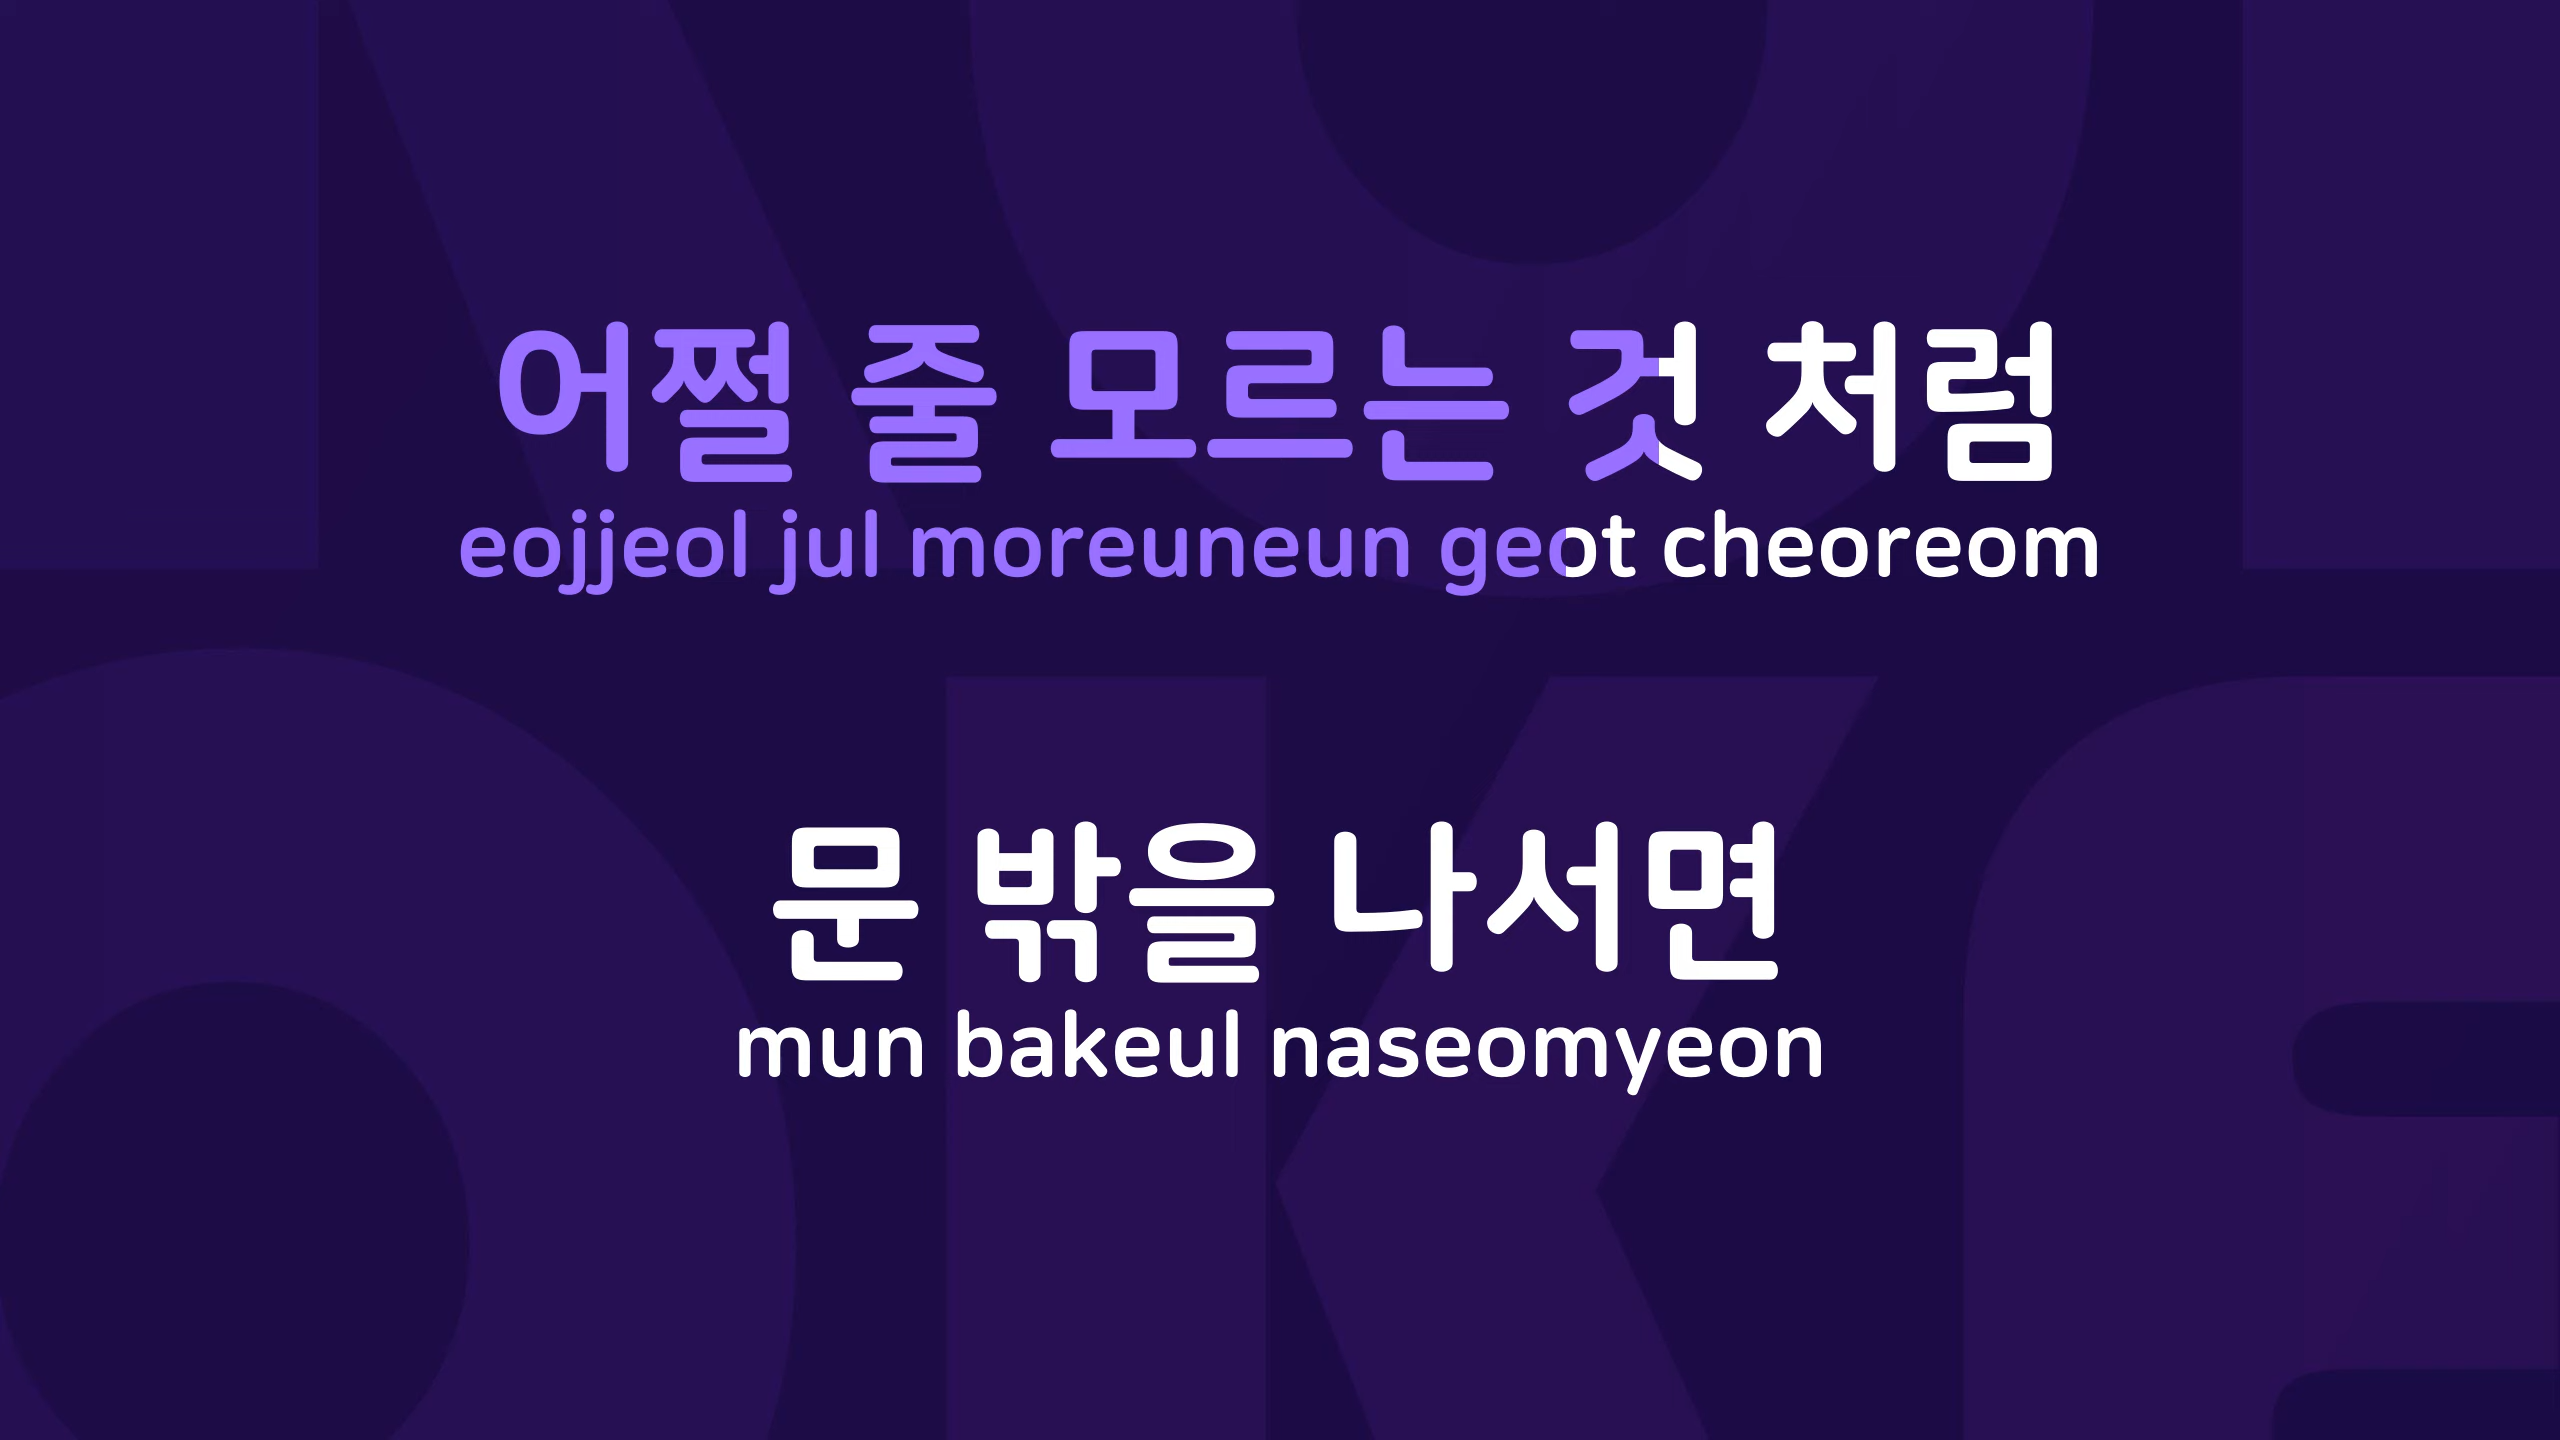 어쩔 줄 모르는 것 처럼
eojjeol jul moreuneun geot cheoreom
문 밖을 나서면
mun bakeul naseomyeon